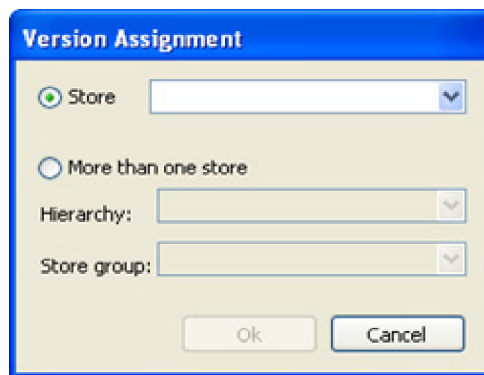 Version Assignment
Store
More than one store
Hierarchy:
Store group:
Ok
Cancel